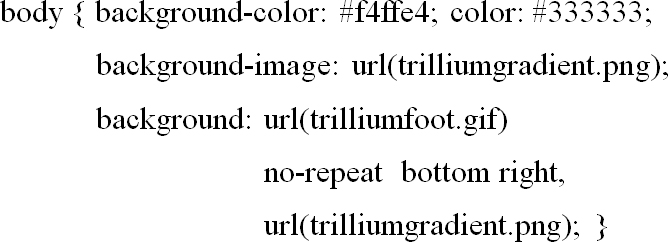 body { background-color: #f4ffe4; color: #333333;
background-image: url(trilliumgradient.png);
background: url(trilliumfoot.gif)
no-repeat bottom right,
url(trilliumgradient.png); }